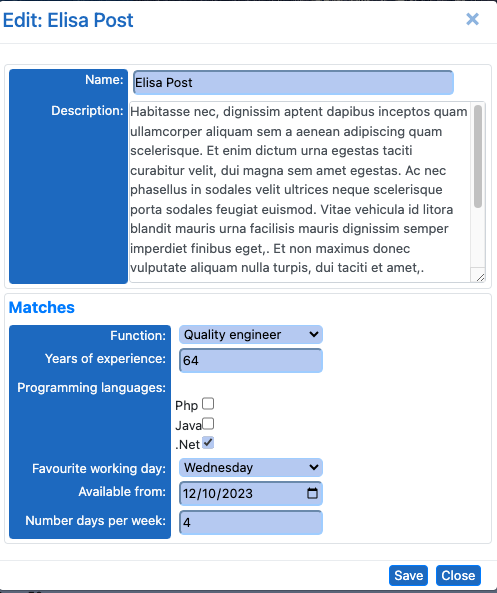 Edit: Elisa Post
×
Name: Elisa Post
Description: Habitasse nec, dignissim aptent dapibus inceptos quam
ullamcorper aliquam sem a aenean adipiscing quam
scelerisque. Et enim dictum urna egestas taciti
curabitur velit, dui magna sem amet egestas. Ac nec
phasellus in sodales velit ultrices neque scelerisque
porta sodales feugiat euismod. Vitae vehicula id litora
blandit mauris urna facilisis mauris dignissim semper
imperdiet finibus eget,. Et non maximus donec
vulputate aliquam nulla turpis, dui taciti et amet,.
Matches
Function: Quality engineer
Years of experience: 64
Programming languages:
Php
Java
.Net
Favourite working day: Wednesday
Available from: 12/10/2023
Number days per week: 4
Save Close